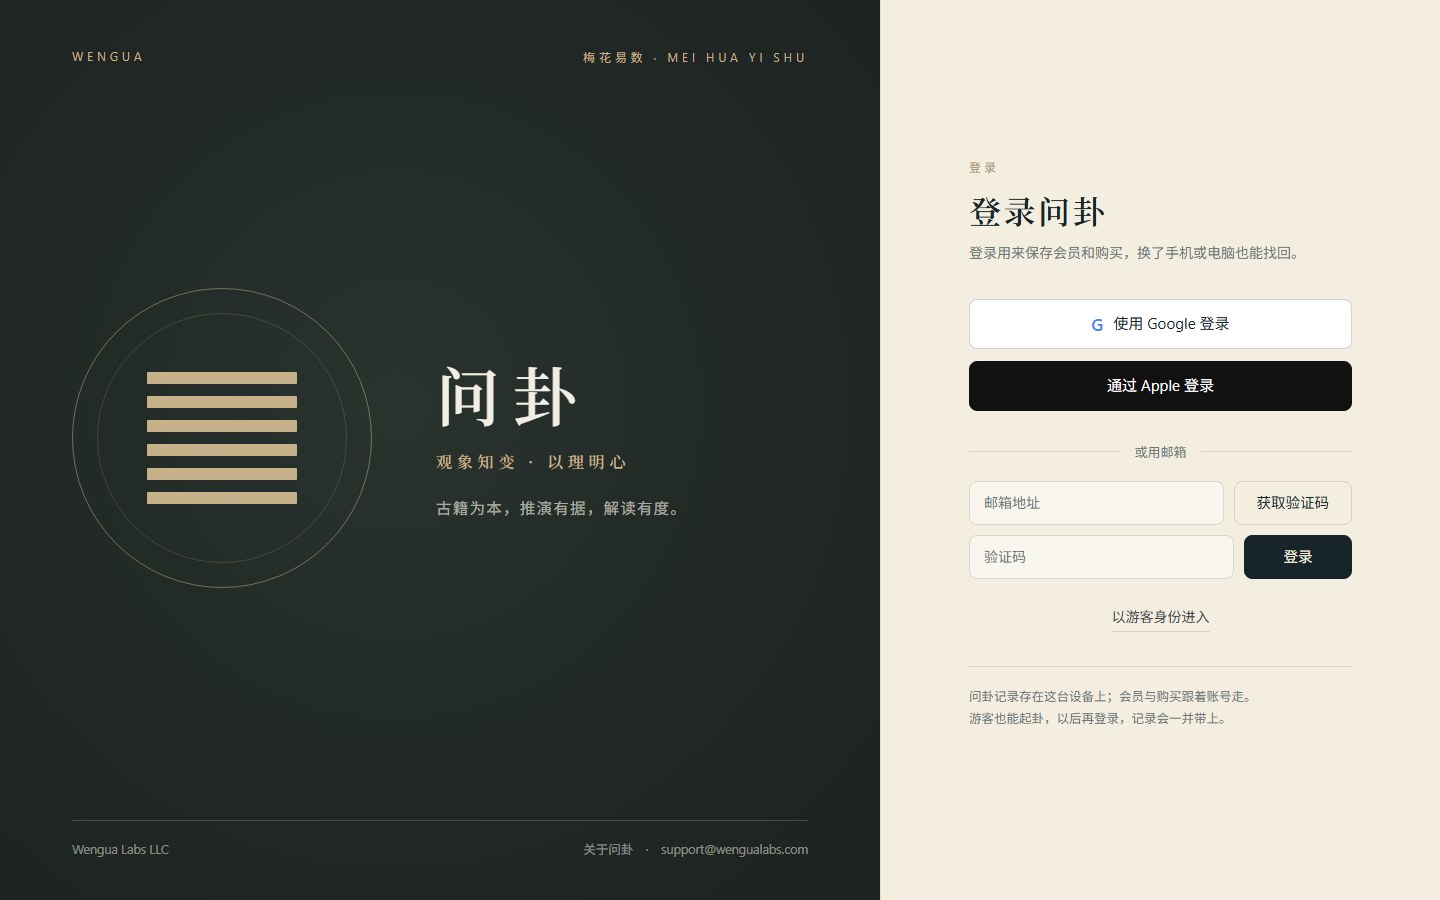 WENGUA
梅花易数 · MEI HUA YI SHU
问卦
观象知变 · 以理明心
古籍为本，推演有据，解读有度。
Wengua Labs LLC
关于问卦 · support@wengualabs.com
登录
登录问卦
登录用来保存会员和购买，换了手机或电脑也能找回。
G 使用 Google 登录
通过 Apple 登录
或用邮箱
邮箱地址
获取验证码
验证码
登录
以游客身份进入
问卦记录存在这台设备上；会员与购买跟着账号走。
游客也能起卦，以后再登录，记录会一并带上。